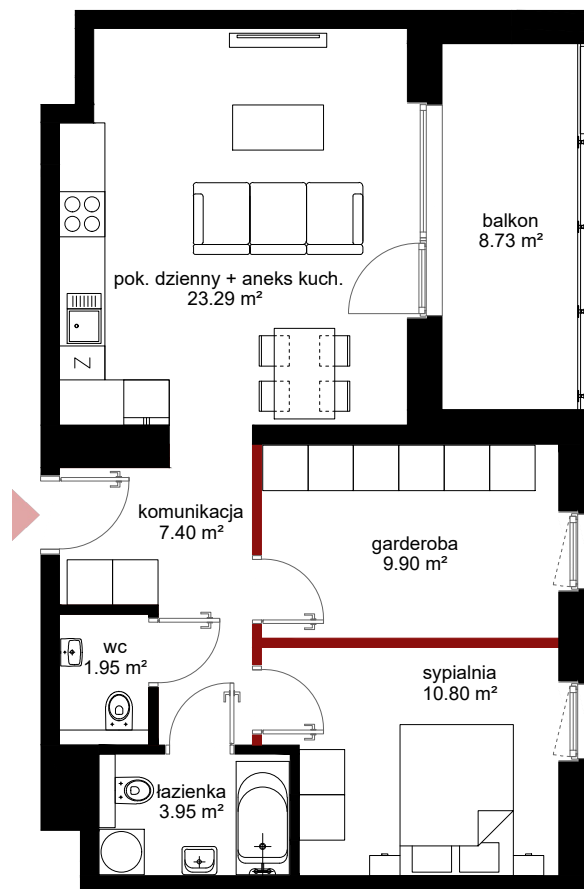 balkon
8.73 m²
pok. dzienny + aneks kuch.
23.29 m²
Z
komunikacja
7.40 m²
garderoba
9.90 m²
wc
1.95 m²
sypialnia
10.80 m²
łazienka
3.95 m²